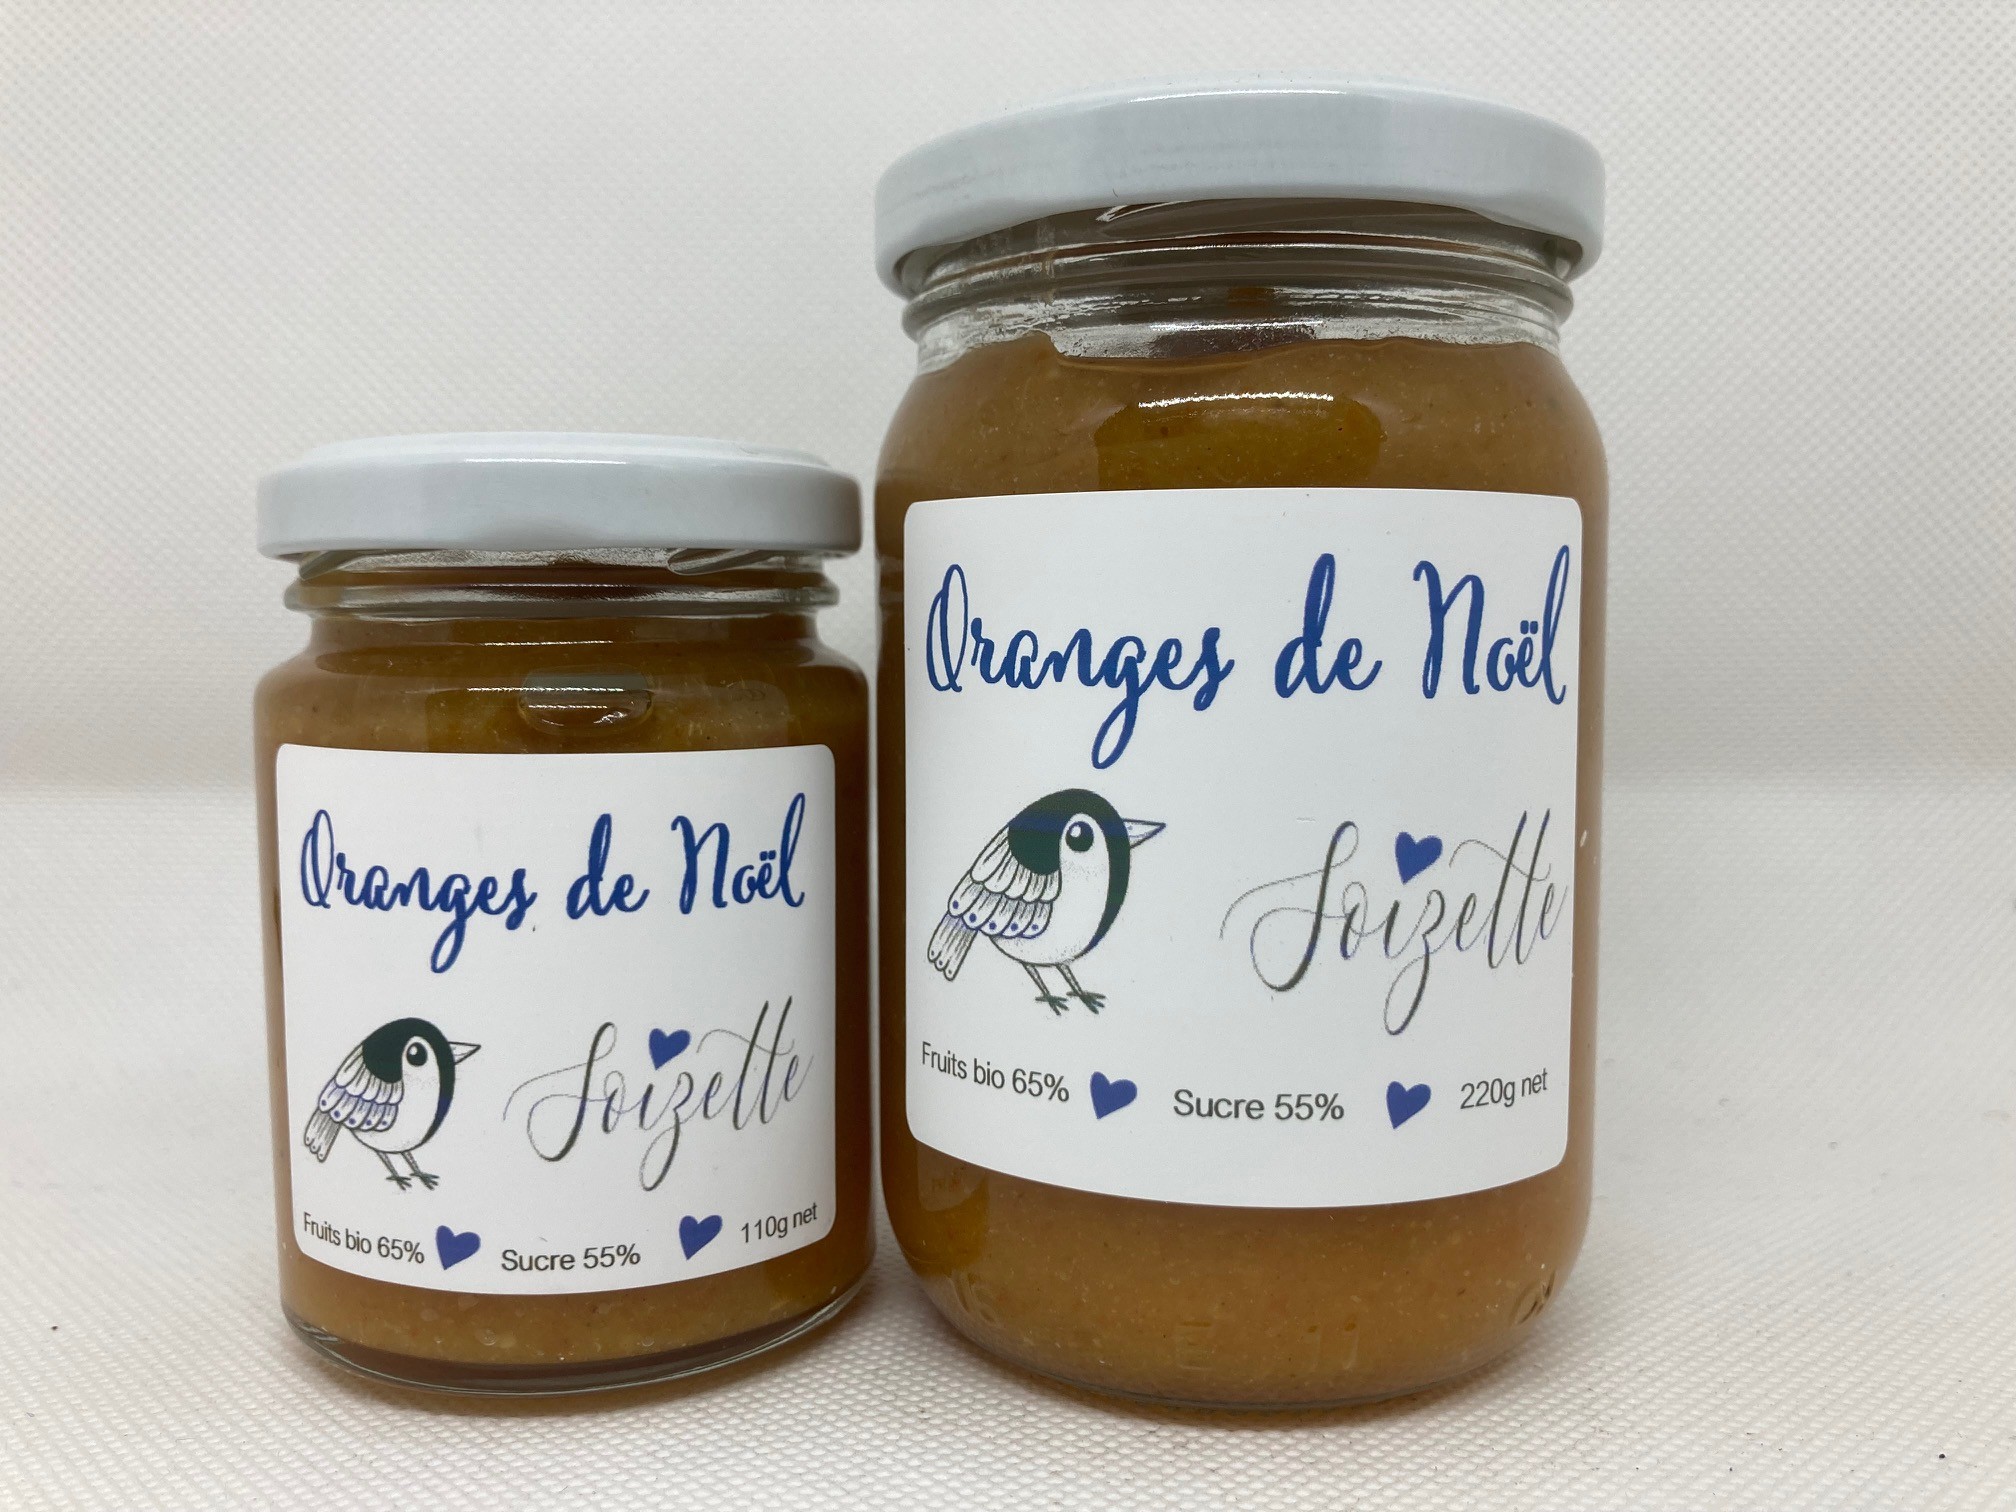 Oranges de Noël
Soizette
Fruits bio 65% Sucre 55% 110g net
Oranges de Noël
Soizette
Fruits bio 65% Sucre 55% 220g net